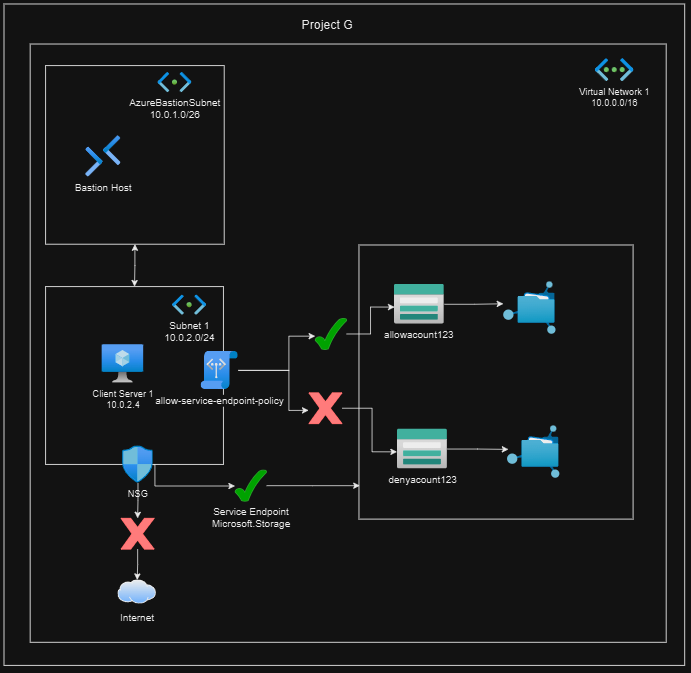 Project G
Virtual Network 1
10.0.0.0/16
AzureBastionSubnet
10.0.1.0/26
Bastion Host
Subnet 1
10.0.2.0/24
Client Server 1
10.0.2.4
allow-service-endpoint-policy
allowacount123
denyacount123
NSG
Service Endpoint
Microsoft.Storage
Internet